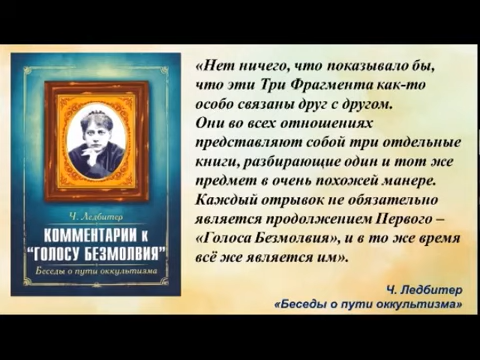 «Нет ничего, что показывало бы,
что эти Три Фрагмента как-то
особо связаны друг с другом.
Они во всех отношениях
представляют собой три отдельные
книги, разбирающие один и тот же
предмет в очень похожей манере.
Каждый отрывок не обязательно
является продолжением Первого –
«Голоса Безмолвия», и в то же время
всё же является им».
Ч. Ледбитер
«Беседы о пути оккультизма»
Ч. Ледбитер
КОММЕНТАРИИ К
“ГОЛОСУ БЕЗМОЛВИЯ”
Беседы о пути оккультизма